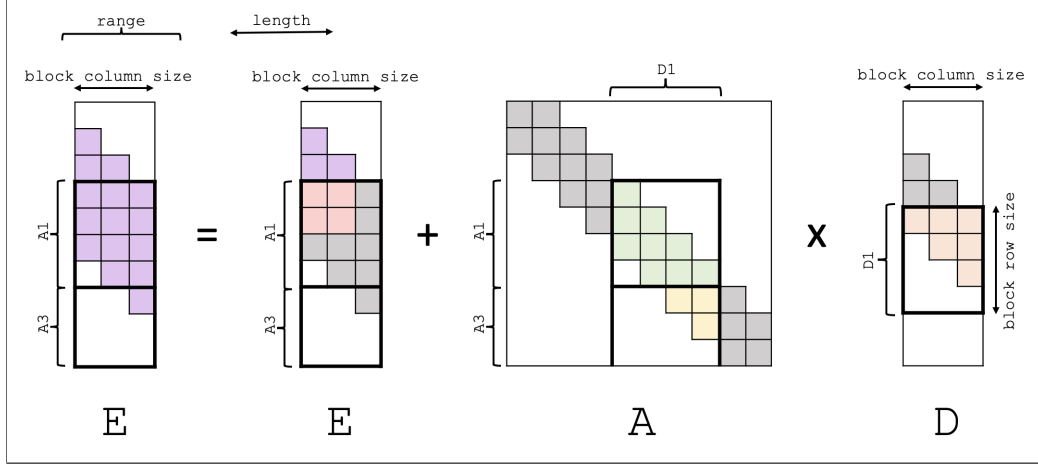 range
length
block column size
block column size
D1
block column size
A1
A3
=
A1
A3
+
A1
A3
x
D1
block row size
E
E
A
D